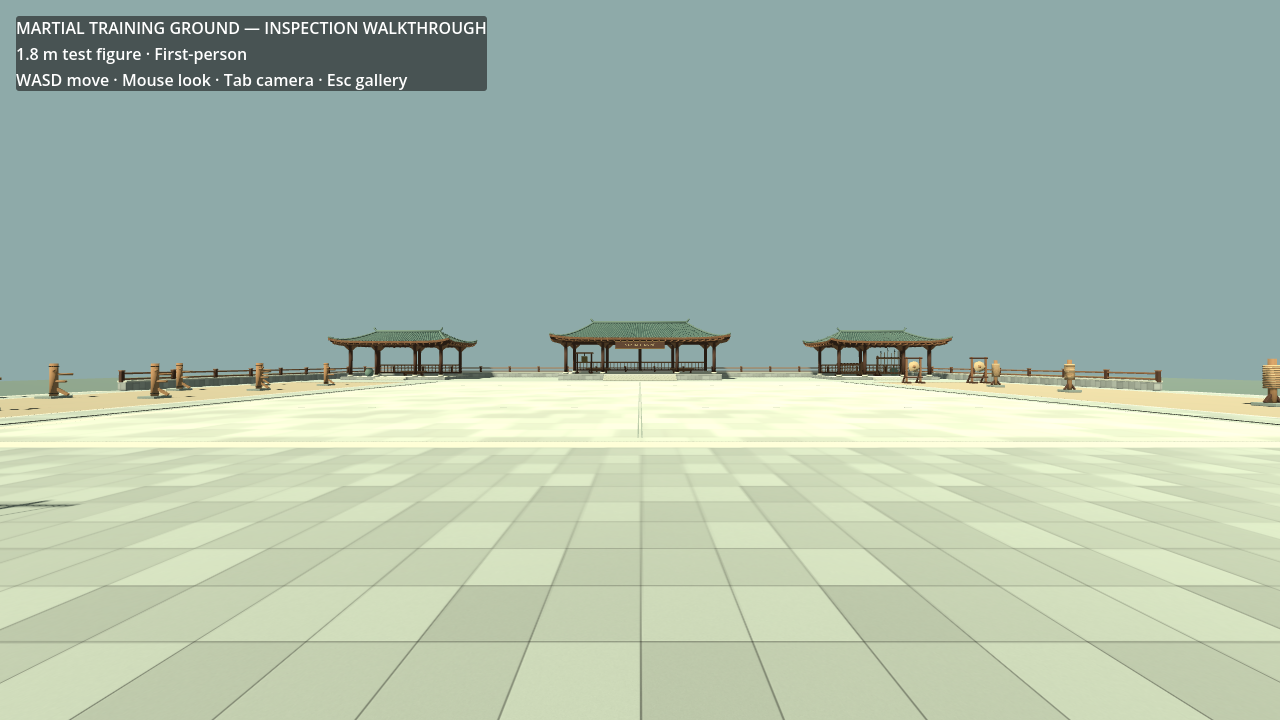 MARTIAL TRAINING GROUND — INSPECTION WALKTHROUGH
1.8 m test figure · First-person
WASD move · Mouse look · Tab camera · Esc gallery